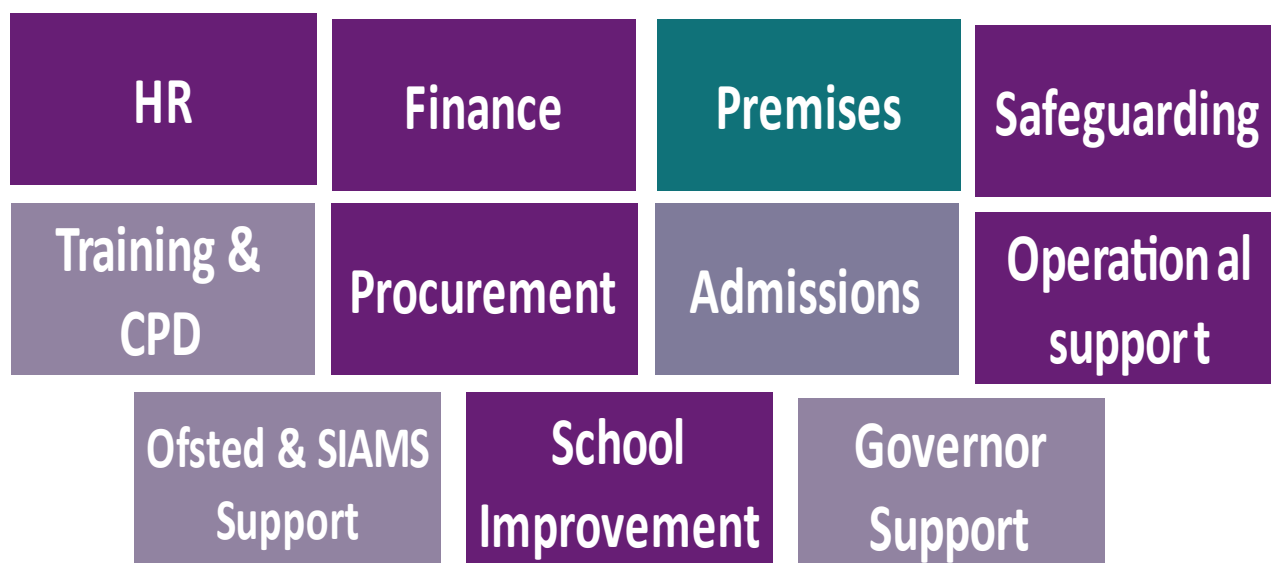 HR
Finance
Premises
Safeguarding
Training &
CPD
Procurement
Admissions
Operation al
suppor t
Ofsted & SIAMS
Support
School
Improvement
Governor
Support